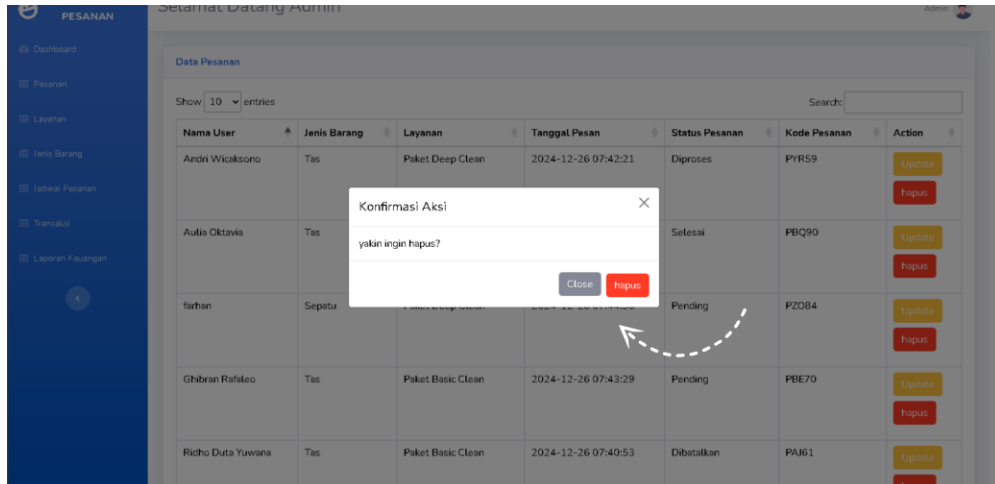 PESANAN
Selamat Datang Admin
Admin
Dashboard
Pesanan
Layanan
Jenis Barang
Jadwal Pesanan
Transaksi
Laporan Keuangan
Data Pesanan
Show 10 entries
Search:
Nama User Jenis Barang Layanan Tanggal Pesan Status Pesanan Kode Pesanan Action
Andri Wicaksono Tas Paket Deep Clean 2024-12-26 07:42:21 Diproses PYR59 Update
hapus
Konfirmasi Aksi
Aulia Oktavia Tas Selesai PBQ90 Update
yakin ingin hapus?
hapus
Close hapus
farhan Sepatu Paket Deep Clean Pending PZO84 Update
hapus
Ghibran Rafaleo Tas Paket Basic Clean 2024-12-26 07:43:29 Pending PBE70 Update
hapus
Ridho Duta Yuwana Tas Paket Basic Clean 2024-12-26 07:40:53 Dibatalkan PAJ61 Update